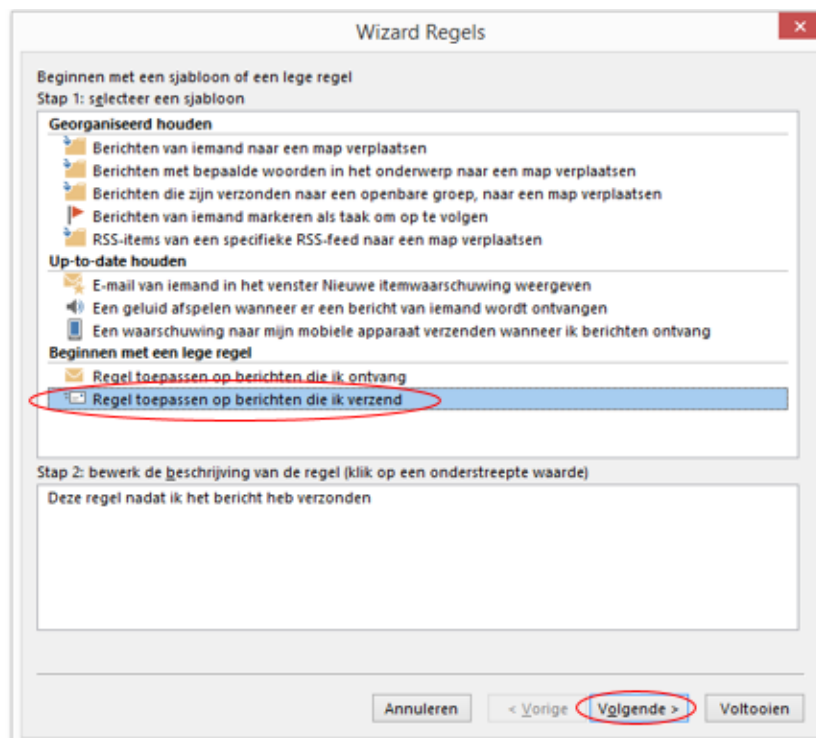 Wizard Regels
Beginnen met een sjabloon of een lege regel
Stap 1: selecteer een sjabloon
Georganiseerd houden
Berichten van iemand naar een map verplaatsen
Berichten met bepaalde woorden in het onderwerp naar een map verplaatsen
Berichten die zijn verzonden naar een openbare groep, naar een map verplaatsen
Berichten van iemand markeren als taak om op te volgen
RSS-items van een specifieke RSS-feed naar een map verplaatsen
Up-to-date houden
E-mail van iemand in het venster Nieuwe itemwaarschuwing weergeven
Een geluid afspelen wanneer er een bericht van iemand wordt ontvangen
Een waarschuwing naar mijn mobiele apparaat verzenden wanneer ik berichten ontvang
Beginnen met een lege regel
Regel toepassen op berichten die ik ontvang
Regel toepassen op berichten die ik verzend
Stap 2: bewerk de beschrijving van de regel (klik op een onderstreepte waarde)
Deze regel nadat ik het bericht heb verzonden
Annuleren < Vorige Volgende > Voltooien